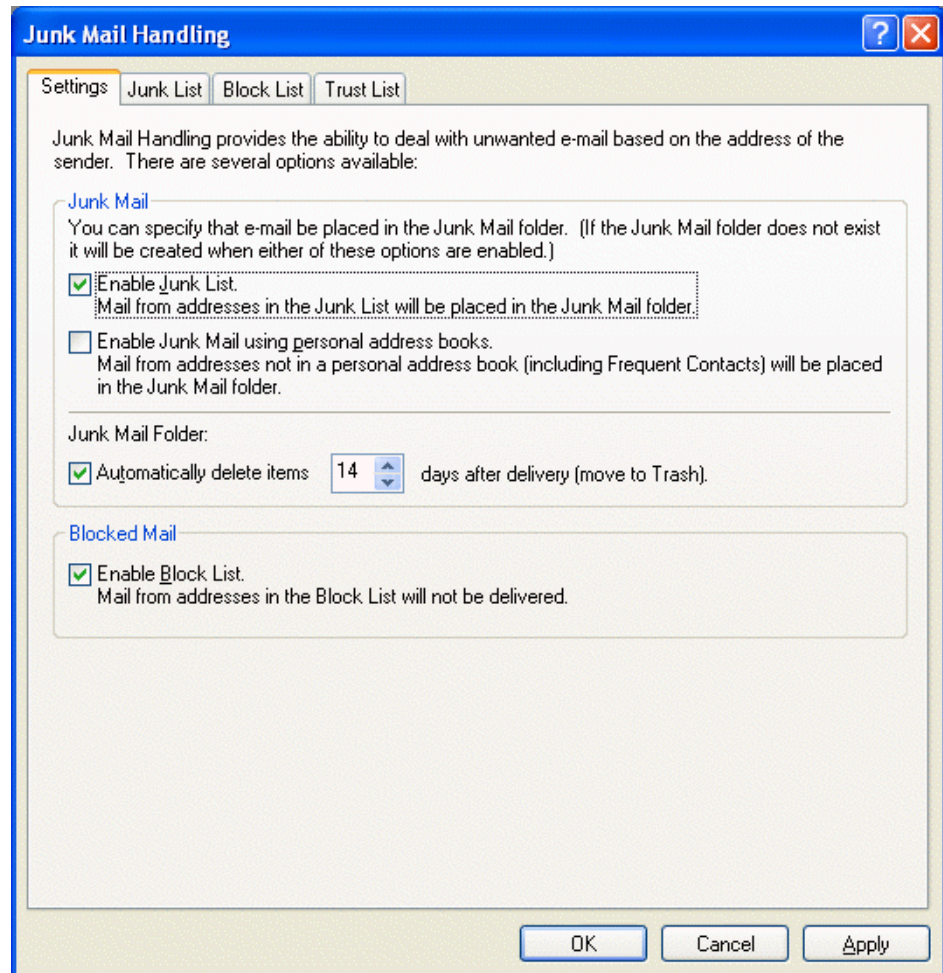 Junk Mail Handling
Settings Junk List Block List Trust List
Junk Mail Handling provides the ability to deal with unwanted e-mail based on the address of the
sender. There are several options available:
Junk Mail
You can specify that e-mail be placed in the Junk Mail folder. (If the Junk Mail folder does not exist
it will be created when either of these options are enabled.)
Enable Junk List.
Mail from addresses in the Junk List will be placed in the Junk Mail folder.
Enable Junk Mail using personal address books.
Mail from addresses not in a personal address book (including Frequent Contacts) will be placed
in the Junk Mail folder.
Junk Mail Folder:
Automatically delete items 14 days after delivery (move to Trash).
Blocked Mail
Enable Block List.
Mail from addresses in the Block List will not be delivered.
OK Cancel Apply